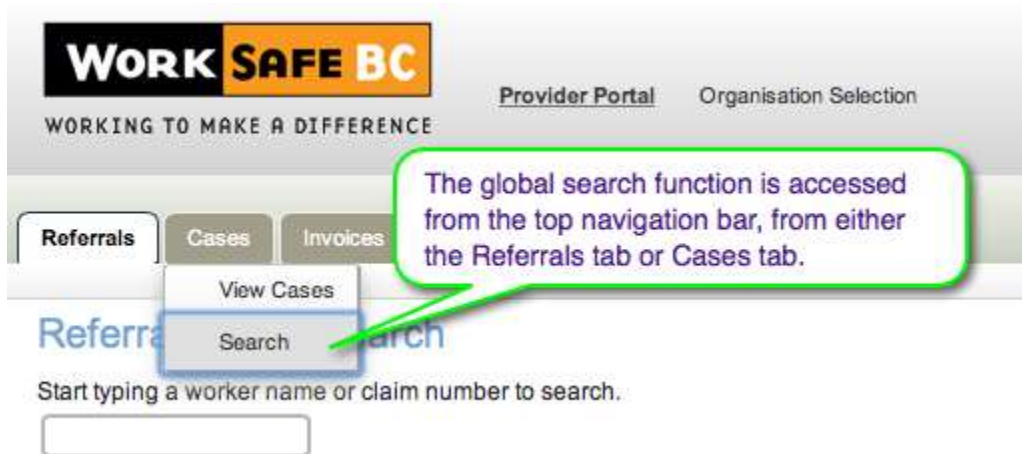 WORK SAFE BC
WORKING TO MAKE A DIFFERENCE
Provider Portal Organisation Selection
The global search function is accessed
from the top navigation bar, from either
the Referrals tab or Cases tab.
Referrals Cases Invoices
View Cases
Search
Start typing a worker name or claim number to search.